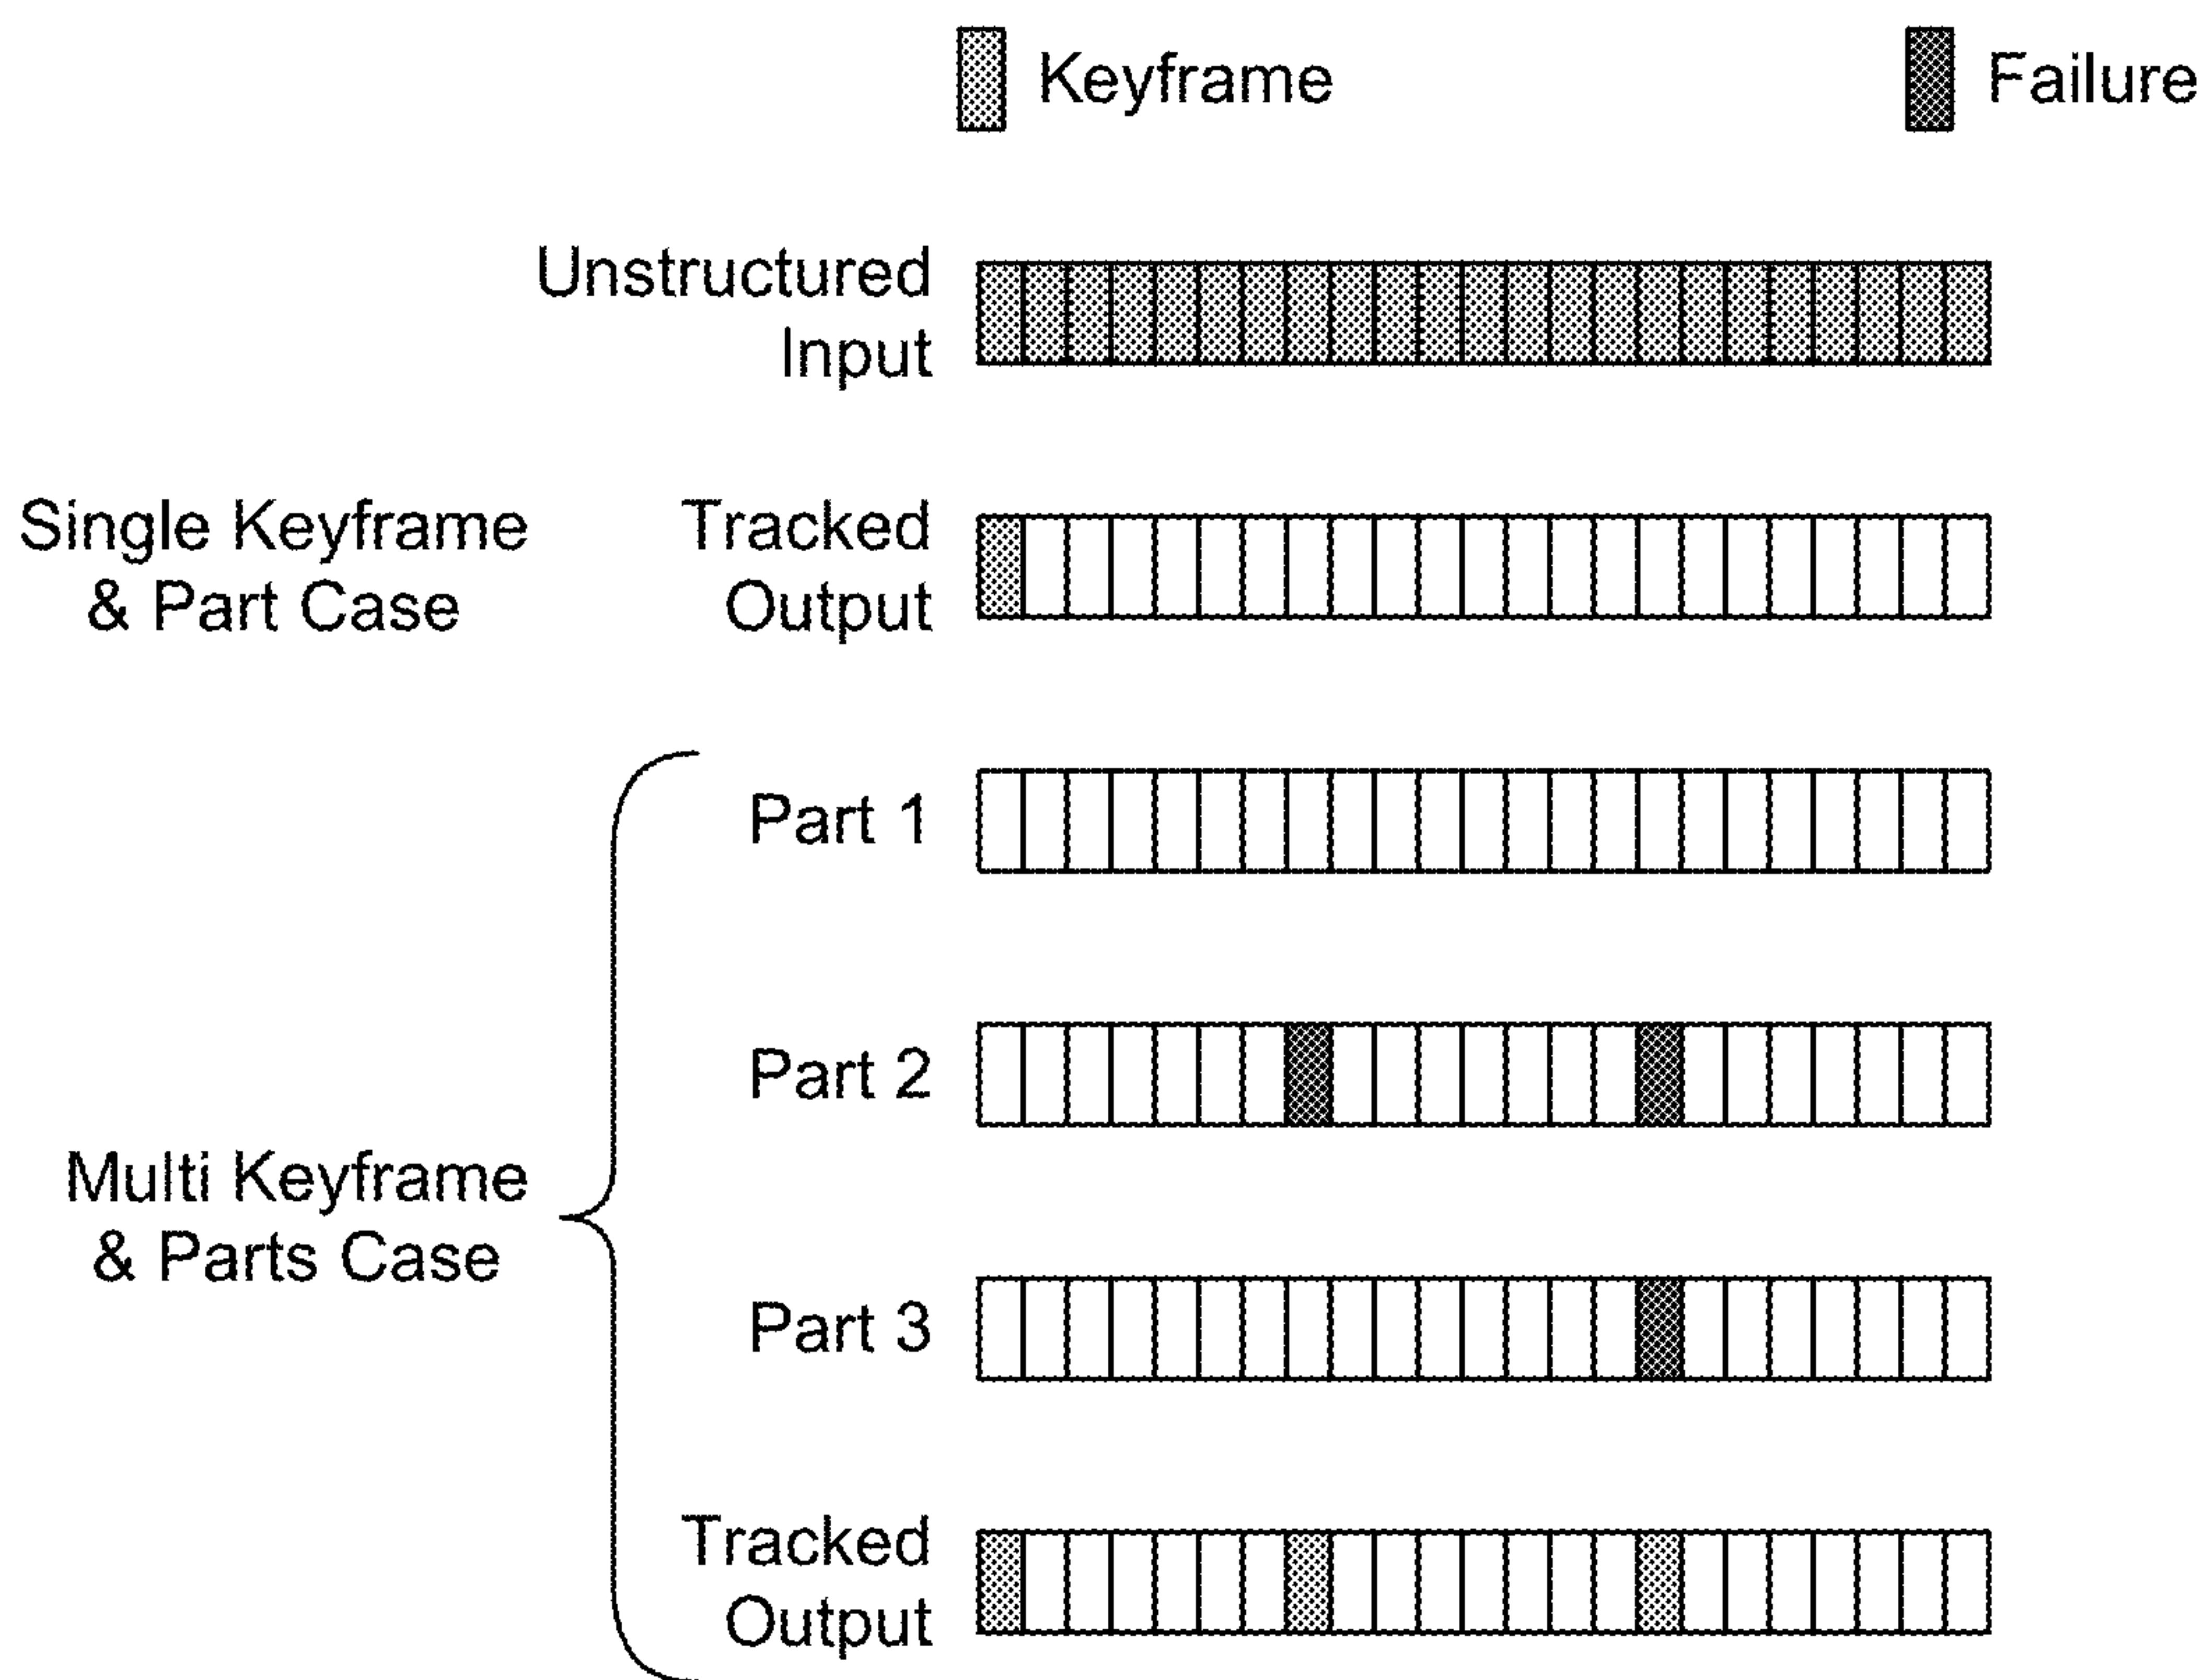 Keyframe
Failure
Unstructured
Input
Single Keyframe
& Part Case
Tracked
Output
Part 1
Part 2
Multi Keyframe
& Parts Case
Part 3
Tracked
Output